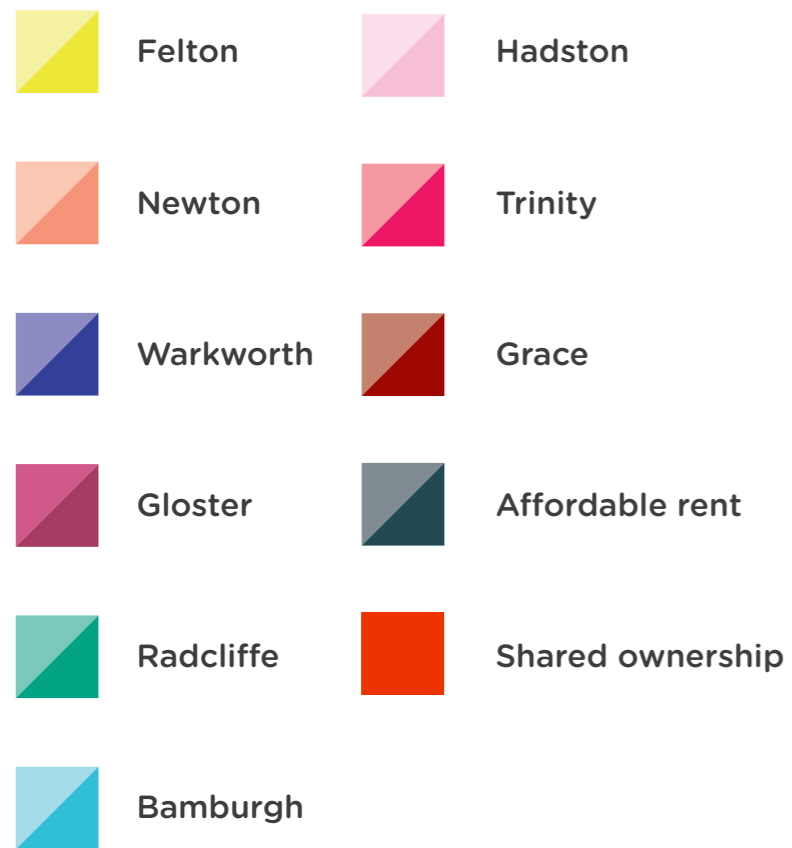 Felton
Newton
Warkworth
Gloster
Radcliffe
Bamburgh
Hadston
Trinity
Grace
Affordable rent
Shared ownership